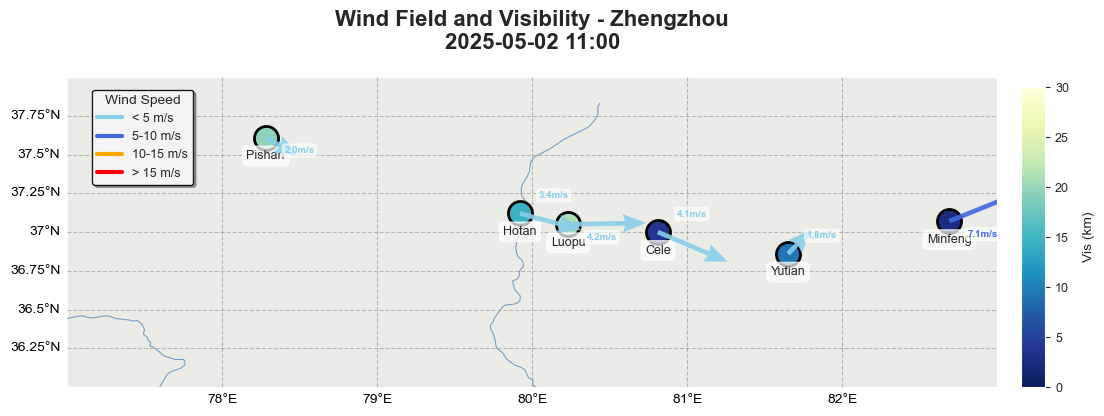 Wind Field and Visibility - Zhengzhou
2025-05-02 11:00
Wind Speed
< 5 m/s
5-10 m/s
10-15 m/s
> 15 m/s
37.75°N
37.5°N
37.25°N
37°N
36.75°N
36.5°N
36.25°N
78°E
79°E
80°E
81°E
82°E
Pishan
2.0m/s
Hotan
3.4m/s
Luopu
4.2m/s
Cele
4.1m/s
Yutian
1.8m/s
Minfeng
7.1m/s
30
25
20
15
10
5
0
Vis (km)